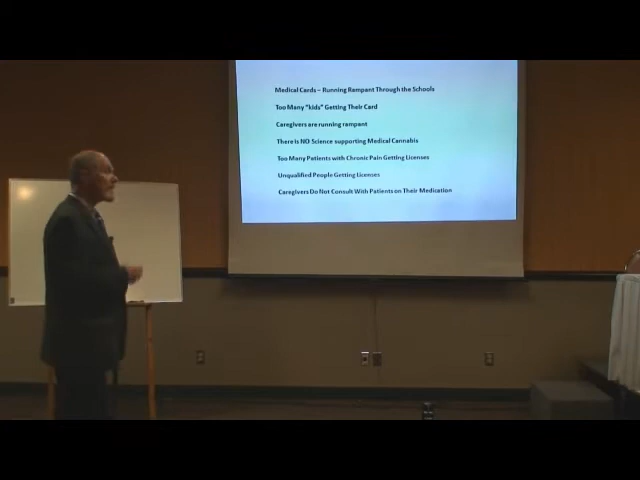 Medical Cards – Running Rampant Through the Schools
Too Many "kids" Getting Their Card
Caregivers are running rampant
There is NO Science supporting Medical Cannabis
Too Many Patients with Chronic Pain Getting Licenses
Unqualified People Getting Licenses
Caregivers Do Not Consult With Patients on Their Medication